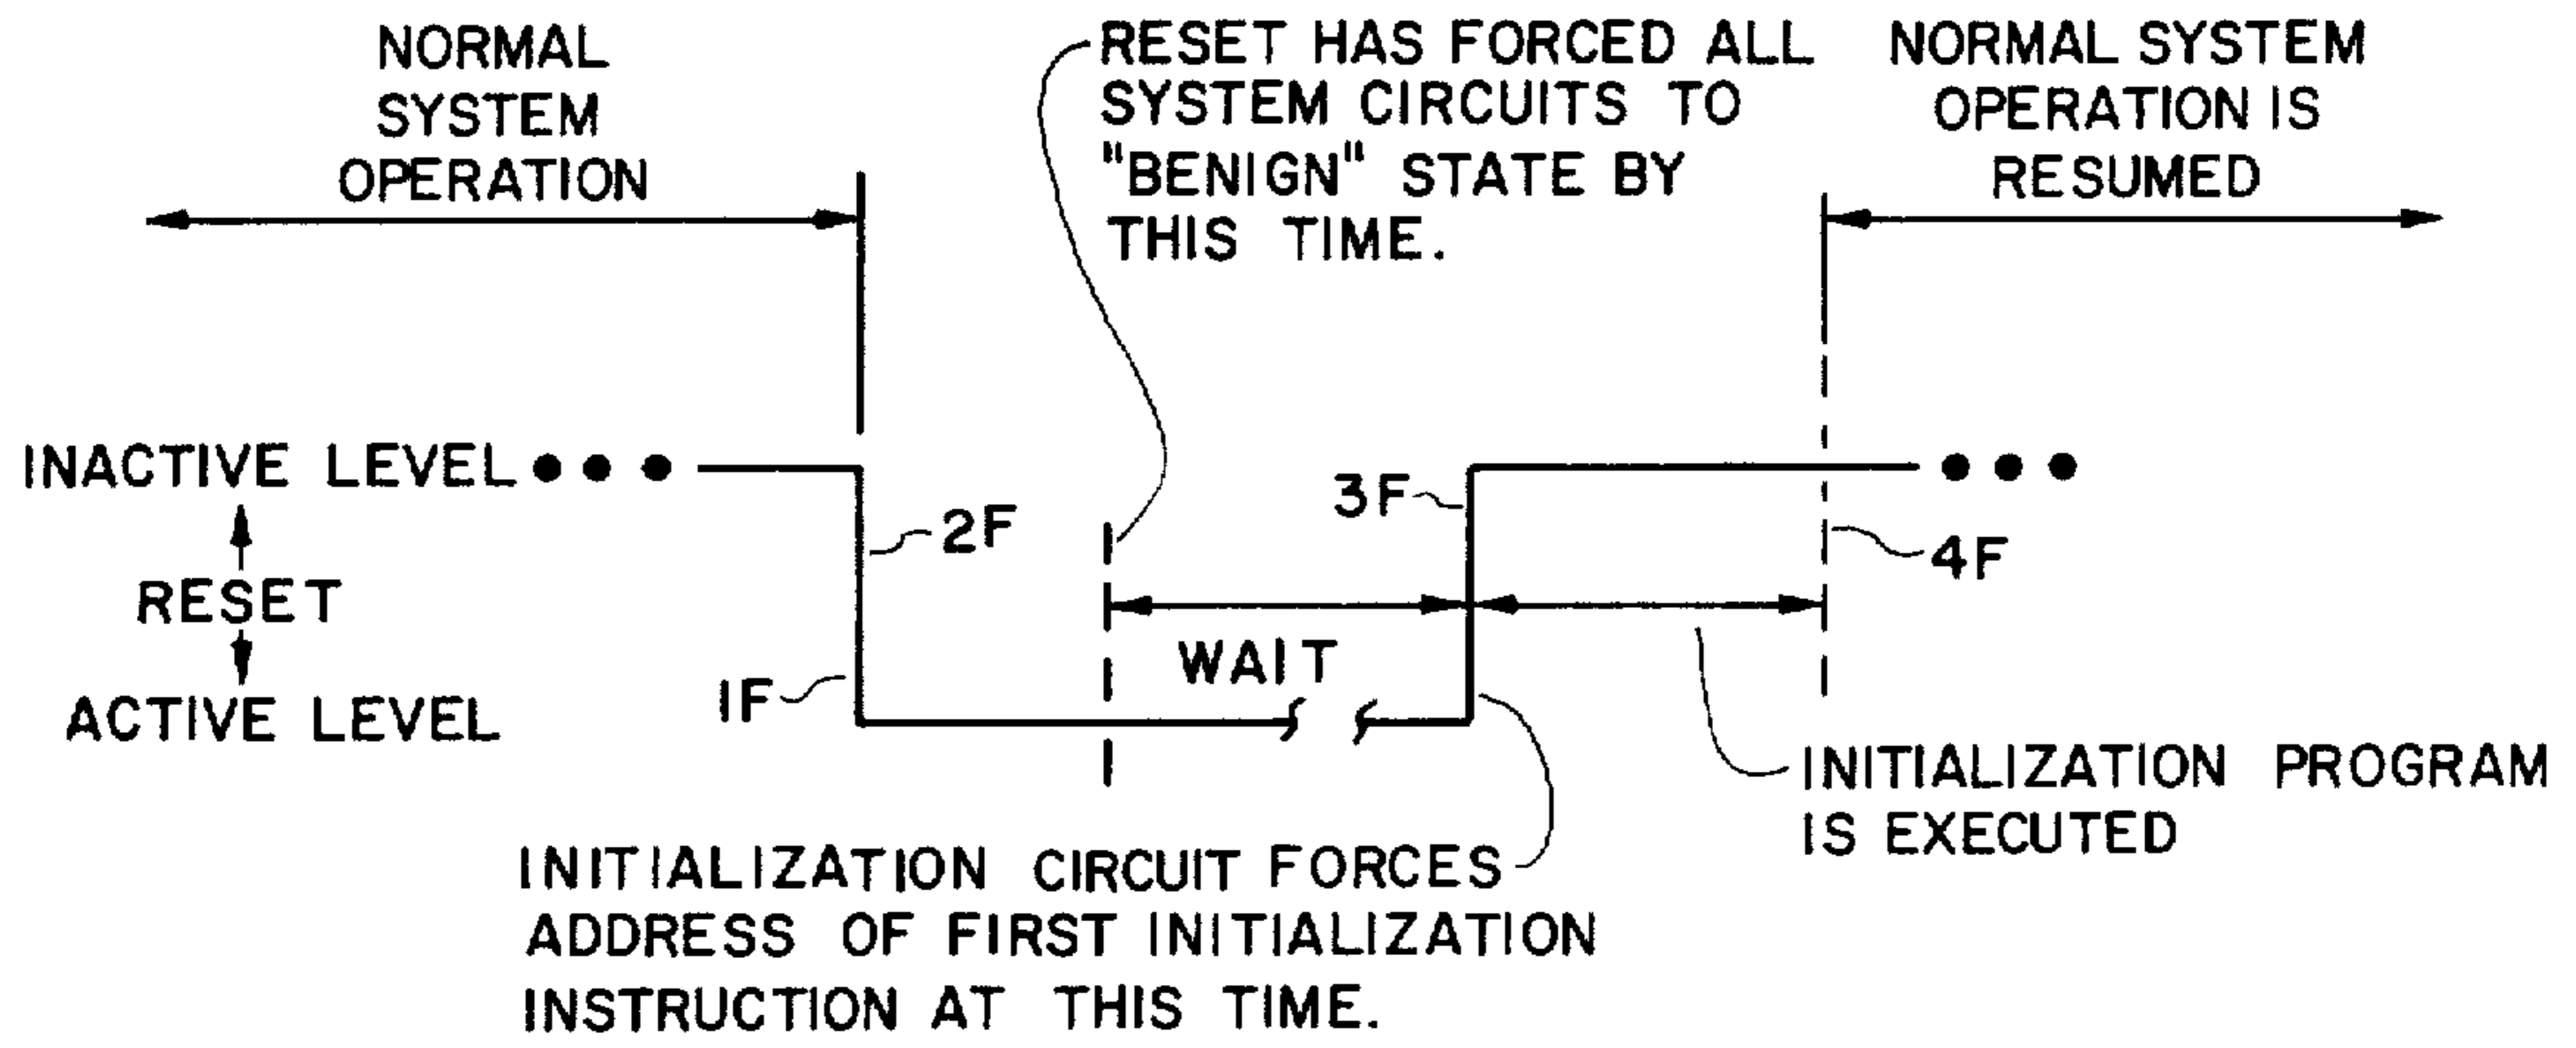 NORMAL
SYSTEM
OPERATION
RESET HAS FORCED ALL
SYSTEM CIRCUITS TO
"BENIGN" STATE BY
THIS TIME.
NORMAL SYSTEM
OPERATION IS
RESUMED
INACTIVE LEVEL
RESET
ACTIVE LEVEL
2F
1F
3F
4F
WAIT
INITIALIZATION PROGRAM
IS EXECUTED
INITIALIZATION CIRCUIT FORCES
ADDRESS OF FIRST INITIALIZATION
INSTRUCTION AT THIS TIME.